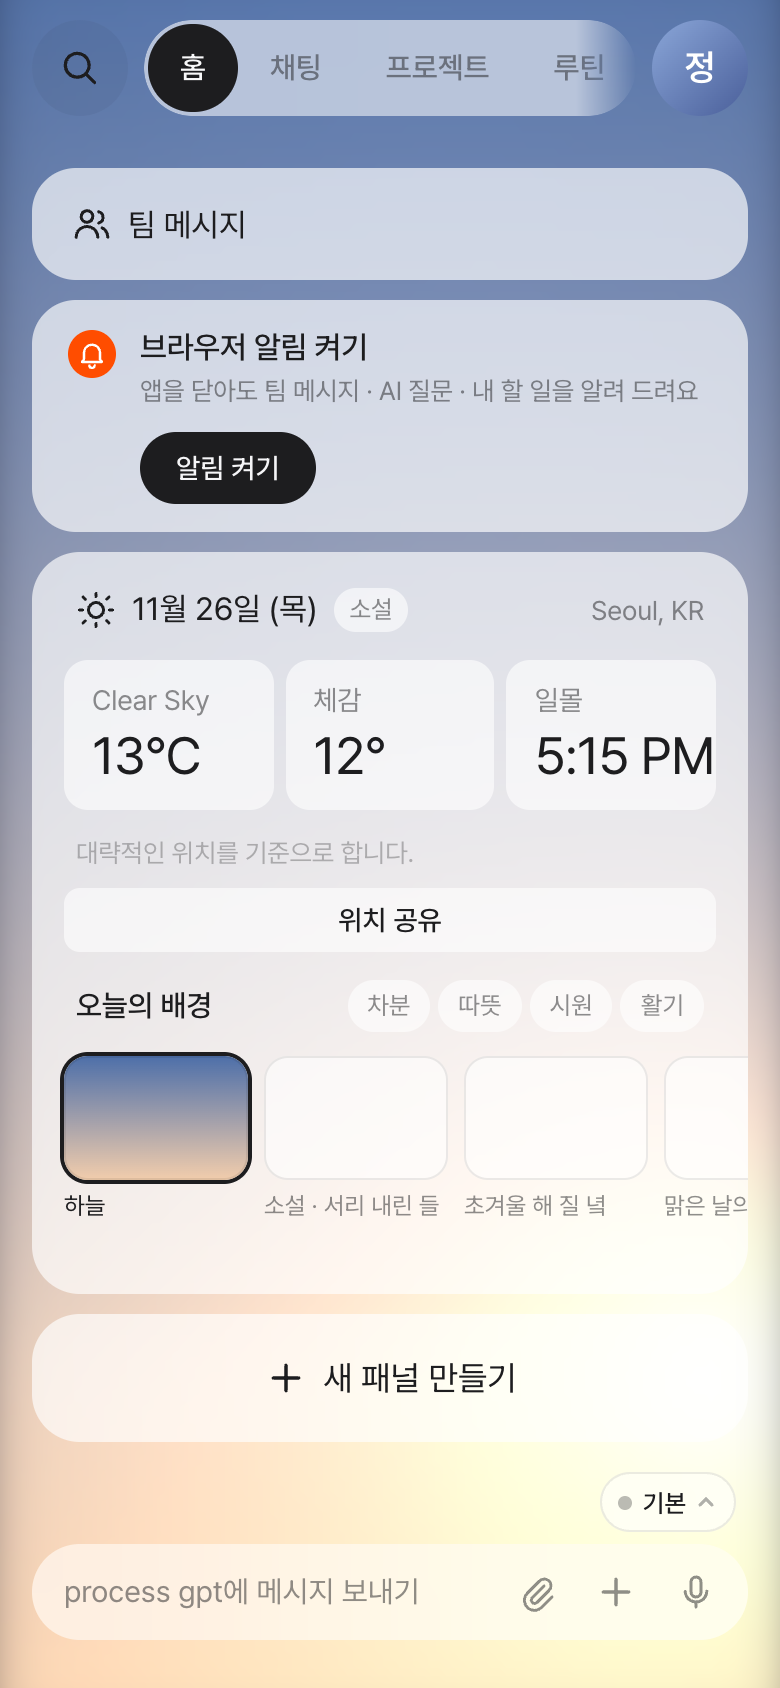 홈
채팅
프로젝트
루틴
정
팀 메시지
브라우저 알림 켜기
앱을 닫아도 팀 메시지 · AI 질문 · 내 할 일을 알려 드려요
알림 켜기
11월 26일 (목) 소설 Seoul, KR
Clear Sky
13°C
체감
12°
일몰
5:15 PM
대략적인 위치를 기준으로 합니다.
위치 공유
오늘의 배경 차분 따뜻 시원 활기
하늘
소설 · 서리 내린 들
초겨울 해 질 녘
맑은 날의
새 패널 만들기
기본
process gpt에 메시지 보내기